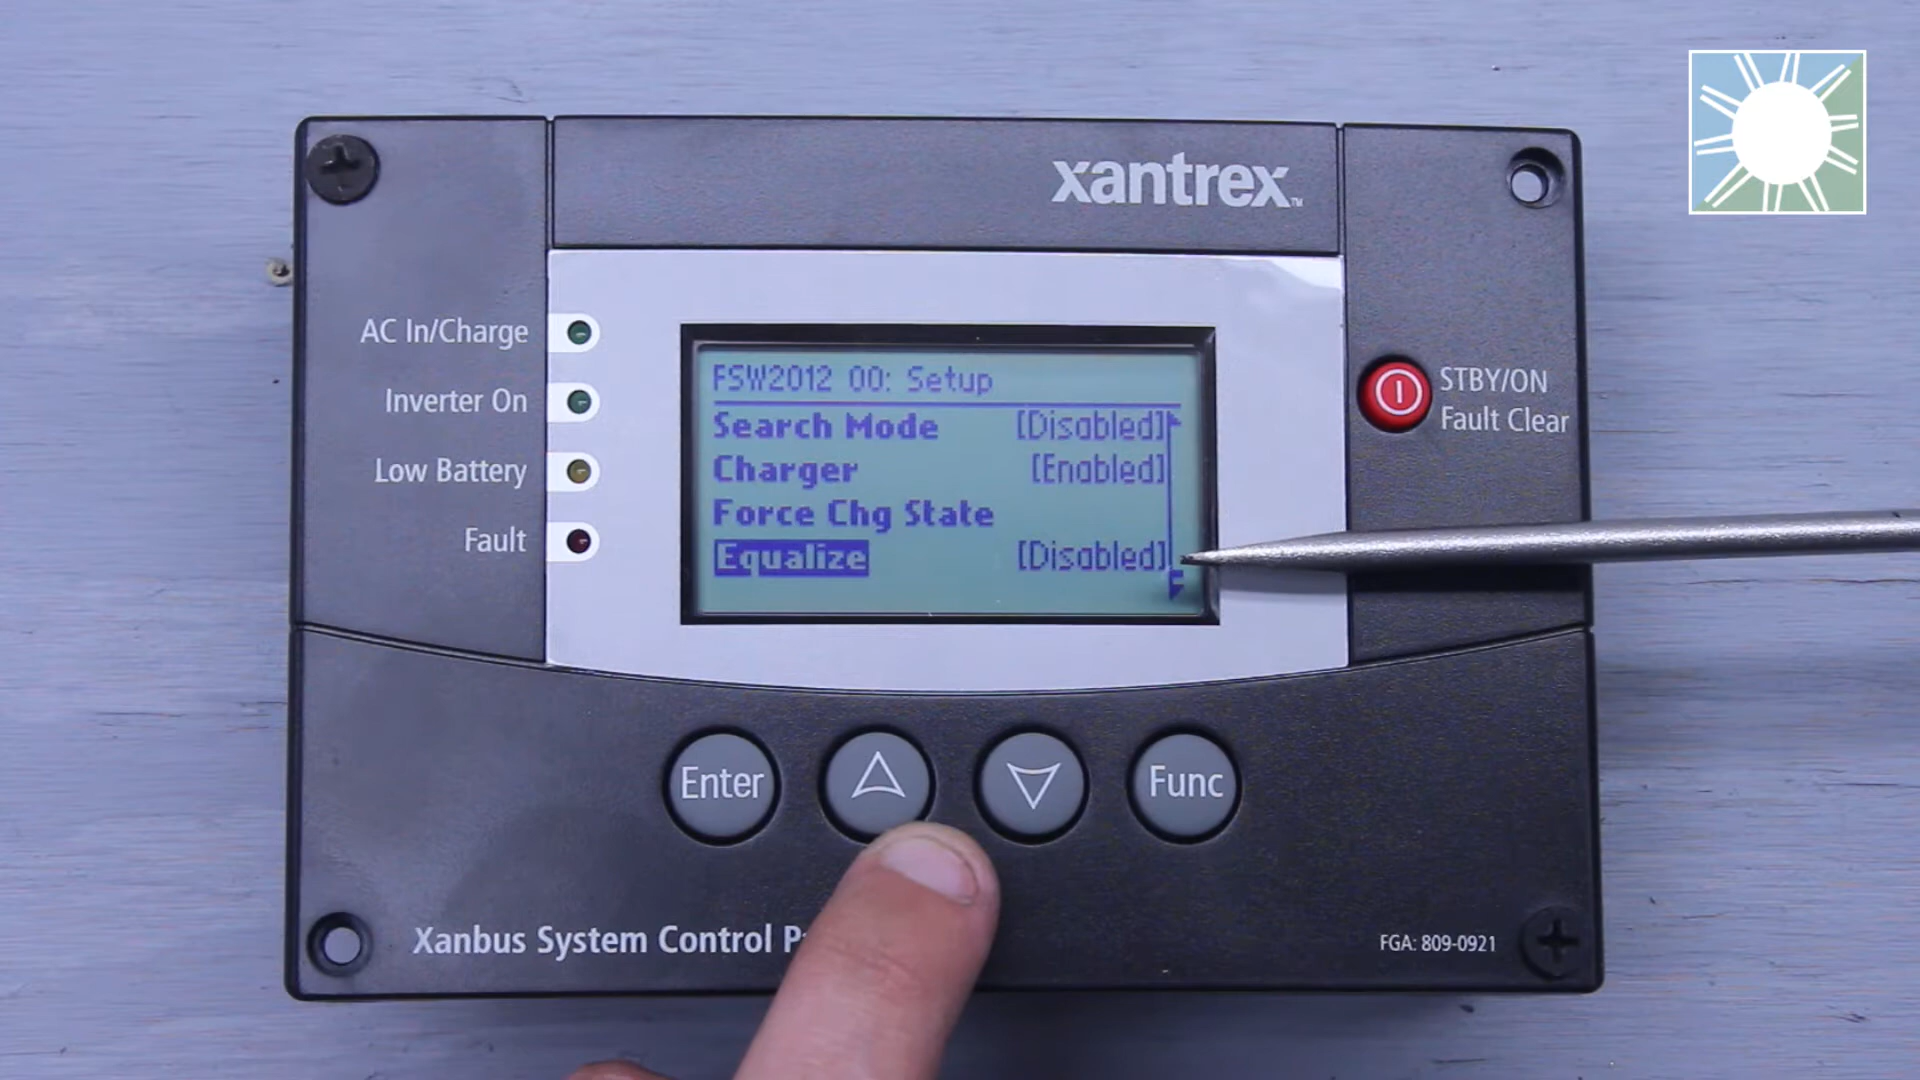 xantrex™
AC In/Charge
Inverter On
Low Battery
Fault
FSW2012 00: Setup
Search Mode [Disabled]
Charger [Enabled]
Force Chg State
Equalize [Disabled]
STBY/ON
Fault Clear
Enter
Func
Xanbus System Control
FGA: 809-0921